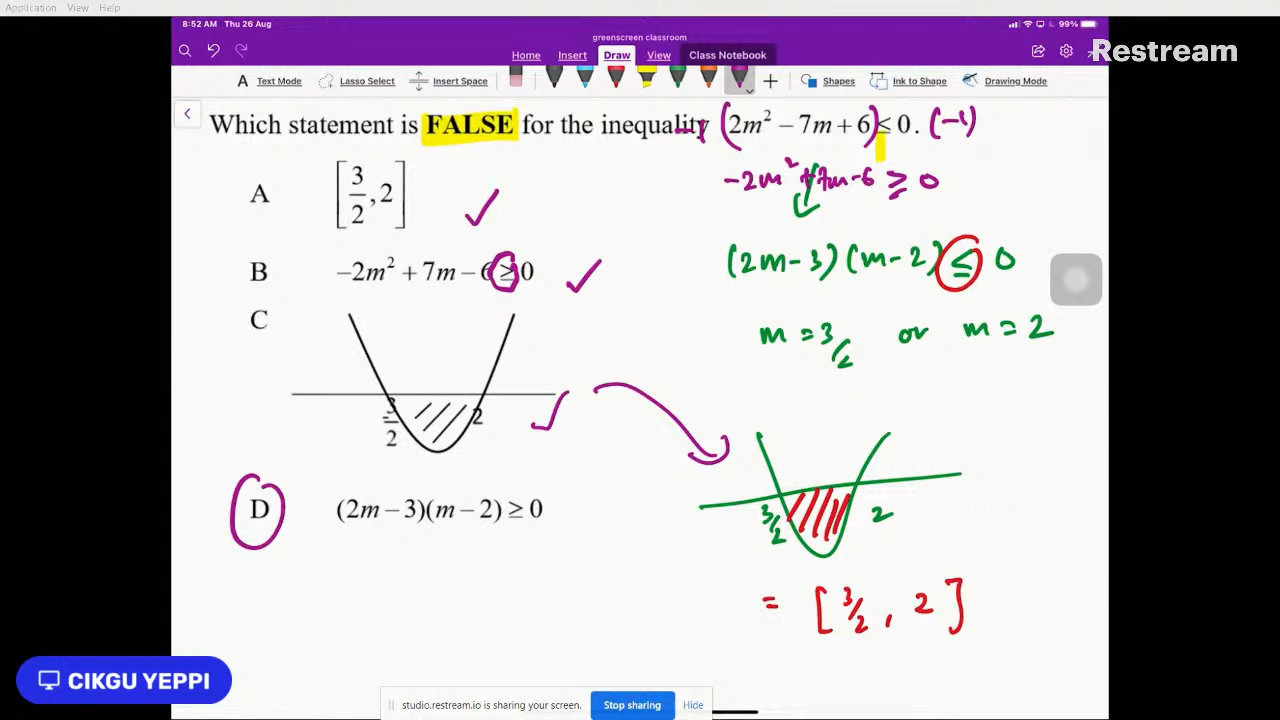 Application View Help
8:52 AM Thu 26 Aug
99%
greenscreen classroom
Home Insert Draw View Class Notebook
Restream
A Text Mode Lasso Select Insert Space Shapes Ink to Shape Drawing Mode
Which statement is FALSE for the inequality -1 (2m² − 7m + 6) ≤ 0. (-1)
-2m² + 7m - 6 ≥ 0
A [3/2, 2]
(2m - 3)(m - 2) ≤ 0
B −2m² + 7m − 6 ≥ 0
C
m = 3/2 or m = 2
3/2 2
3/2 2
D (2m − 3)(m − 2) ≥ 0
= [3/2, 2]
CIKGU YEPPI
studio.restream.io is sharing your screen. Stop sharing Hide